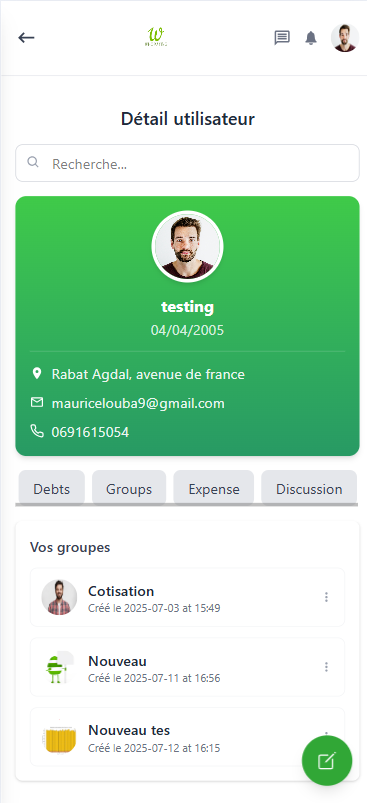 Détail utilisateur
Recherche...
testing
04/04/2005
Rabat Agdal, avenue de france
mauricelouba9@gmail.com
0691615054
Debts Groups Expense Discussion
Vos groupes
Cotisation
Créé le 2025-07-03 at 15:49
Nouveau
Créé le 2025-07-11 at 16:56
Nouveau tes
Créé le 2025-07-12 at 16:15